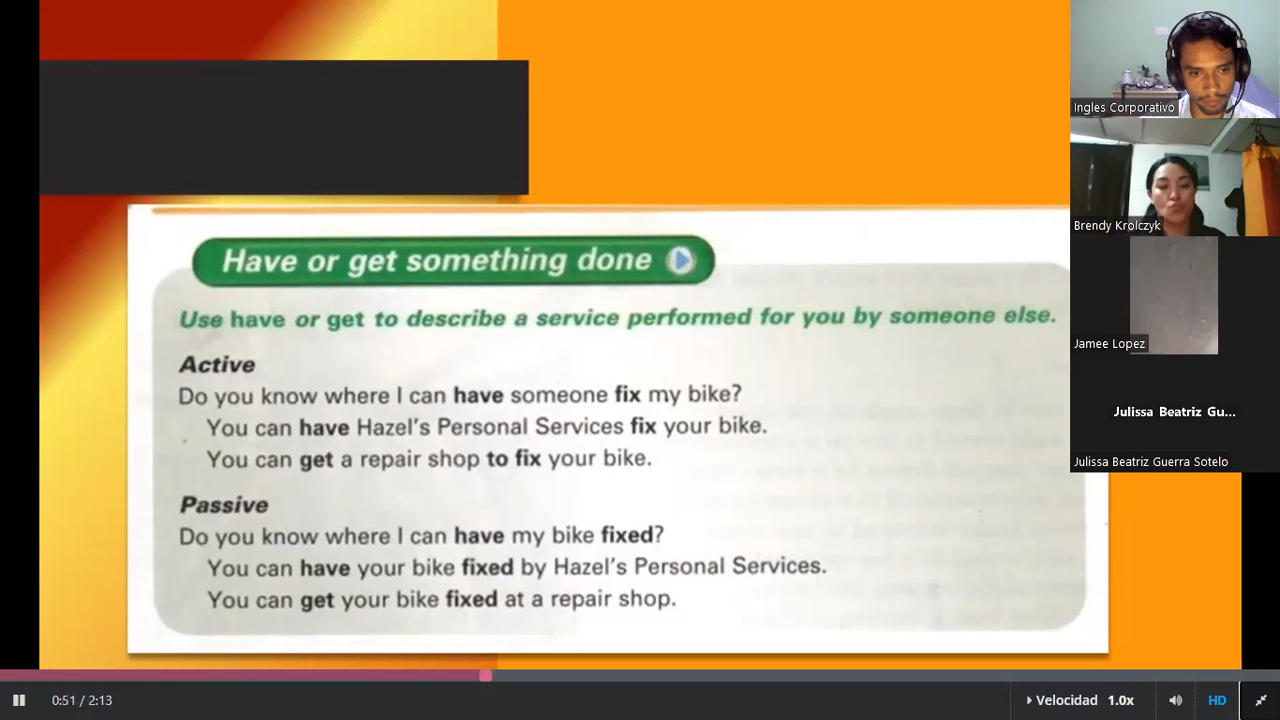 Have or get something done
Use have or get to describe a service performed for you by someone else.
Active
Do you know where I can have someone fix my bike?
You can have Hazel's Personal Services fix your bike.
You can get a repair shop to fix your bike.
Passive
Do you know where I can have my bike fixed?
You can have your bike fixed by Hazel's Personal Services.
You can get your bike fixed at a repair shop.
Ingles Corporativo
Brendy Krolczyk
Jamee Lopez
Julissa Beatriz Gu...
Julissa Beatriz Guerra Sotelo
0:51 / 2:13
Velocidad 1.0x
HD